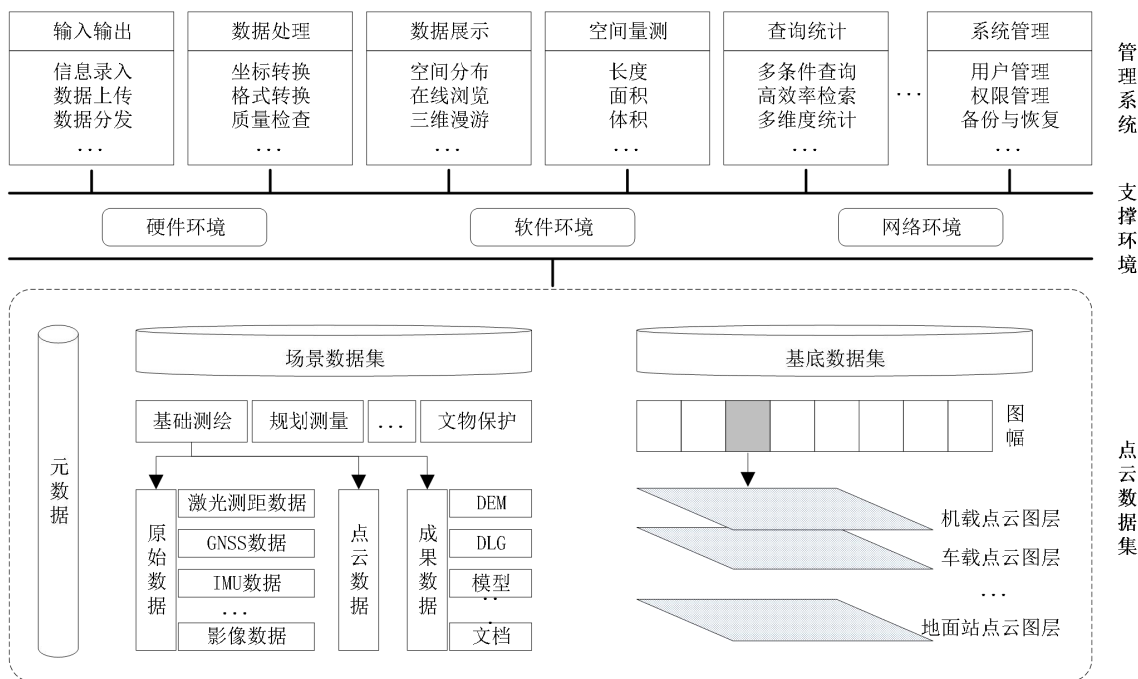 输入输出
信息录入
数据上传
数据分发
...
数据处理
坐标转换
格式转换
质量检查
...
数据展示
空间分布
在线浏览
三维漫游
...
空间量测
长度
面积
体积
...
查询统计
多条件查询
高效率检索
多维度统计
...
...
系统管理
用户管理
权限管理
备份与恢复
...
管理系统
硬件环境
软件环境
网络环境
支撑环境
元数据
场景数据集
基础测绘
规划测量
...
文物保护
原始数据
激光测距数据
GNSS数据
IMU数据
...
影像数据
点云数据
成果数据
DEM
DLG
模型
...
文档
基底数据集
图幅
机载点云图层
车载点云图层
...
地面站点云图层
点云数据集